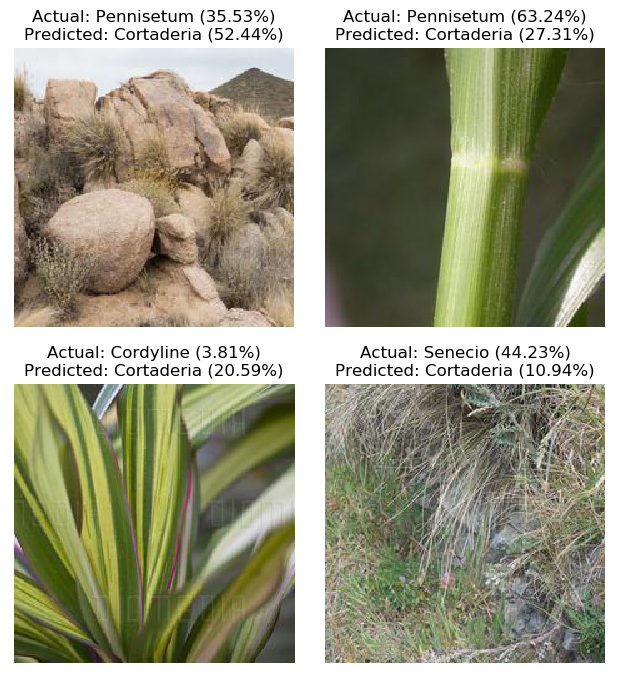 Actual: Pennisetum (35.53%)
Predicted: Cortaderia (52.44%)
Actual: Pennisetum (63.24%)
Predicted: Cortaderia (27.31%)
Actual: Cordyline (3.81%)
Predicted: Cortaderia (20.59%)
Actual: Senecio (44.23%)
Predicted: Cortaderia (10.94%)